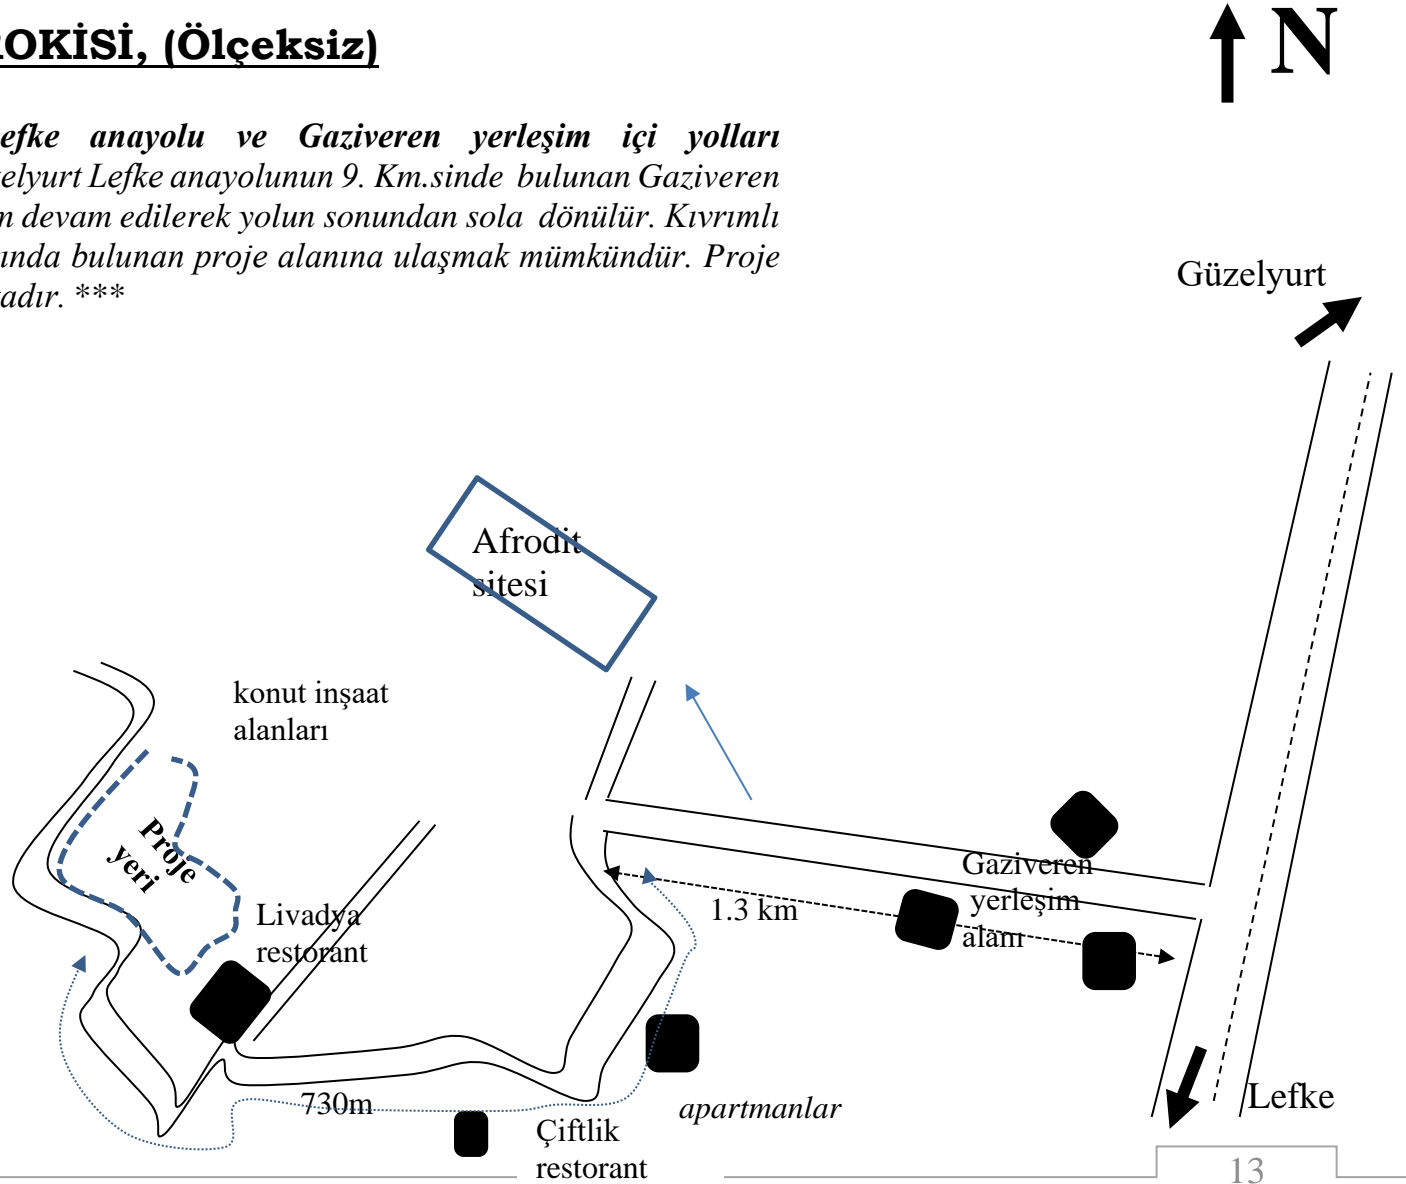 ROKİSİ, (Ölçeksiz)
N
efke anayolu ve Gaziveren yerleşim içi yolları
elyurt Lefke anayolunun 9. Km.sinde bulunan Gaziveren
devam edilerek yolun sonundan sola dönülür. Kıvrımlı
ında bulunan proje alanına ulaşmak mümkündür. Proje
adır. ***
Güzelyurt
Afrodit
sitesi
konut inşaat
alanları
Proje
yeri
Livadya
restorant
Gaziveren
yerleşim
alanı
1.3 km
730m
apartmanlar
Çiftlik
restorant
Lefke
13